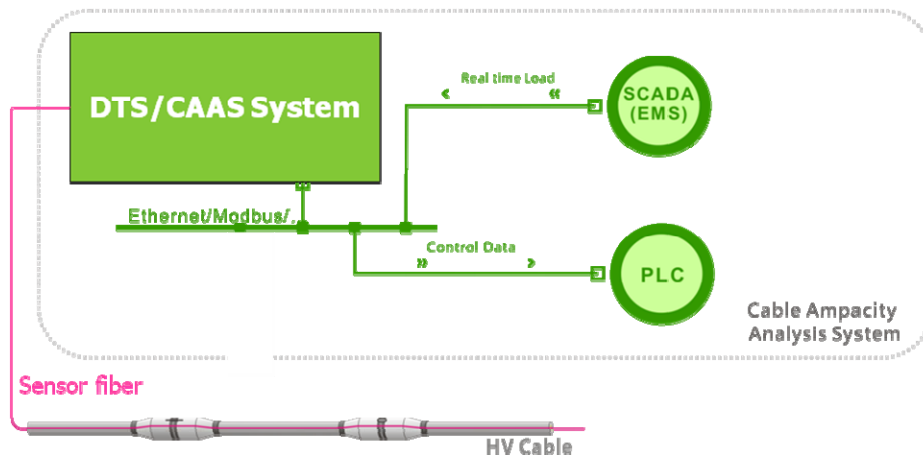 DTS/CAAS System
Real time Load
SCADA
(EMS)
Ethernet/Modbus/...
Control Data
PLC
Cable Ampacity
Analysis System
Sensor fiber
HV Cable